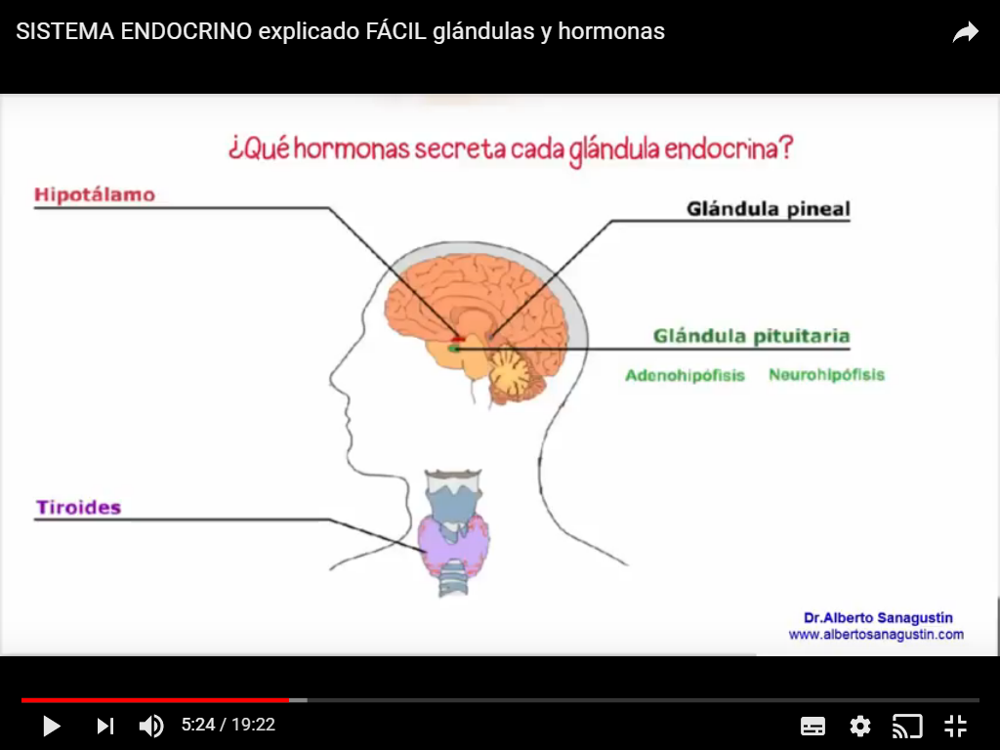 SISTEMA ENDOCRINO explicado FÁCIL glándulas y hormonas
¿Qué hormonas secreta cada glándula endocrina?
Hipotálamo
Glándula pineal
Glándula pituitaria
Adenohipófisis Neurohipófisis
Tiroides
Dr.Alberto Sanagustín
www.albertosanagustin.com
5:24 / 19:22